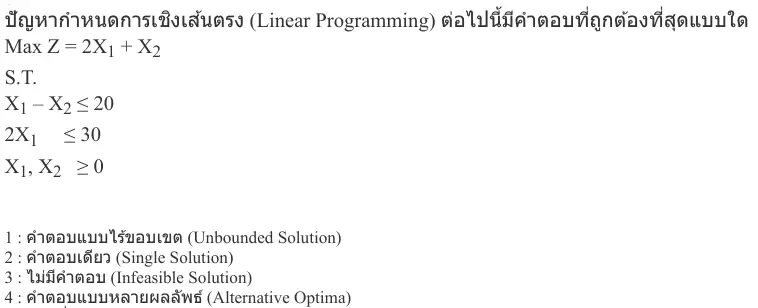 ปัญหากำหนดการเชิงเส้นตรง (Linear Programming) ต่อไปนี้มีคำตอบที่ถูกต้องที่สุดแบบใด
Max Z = 2X₁ + X₂
S.T.
X₁ – X₂ ≤ 20
2X₁ ≤ 30
X₁, X₂ ≥ 0
1 : คำตอบแบบไร้ขอบเขต (Unbounded Solution)
2 : คำตอบเดียว (Single Solution)
3 : ไม่มีคำตอบ (Infeasible Solution)
4 : คำตอบแบบหลายผลลัพธ์ (Alternative Optima)